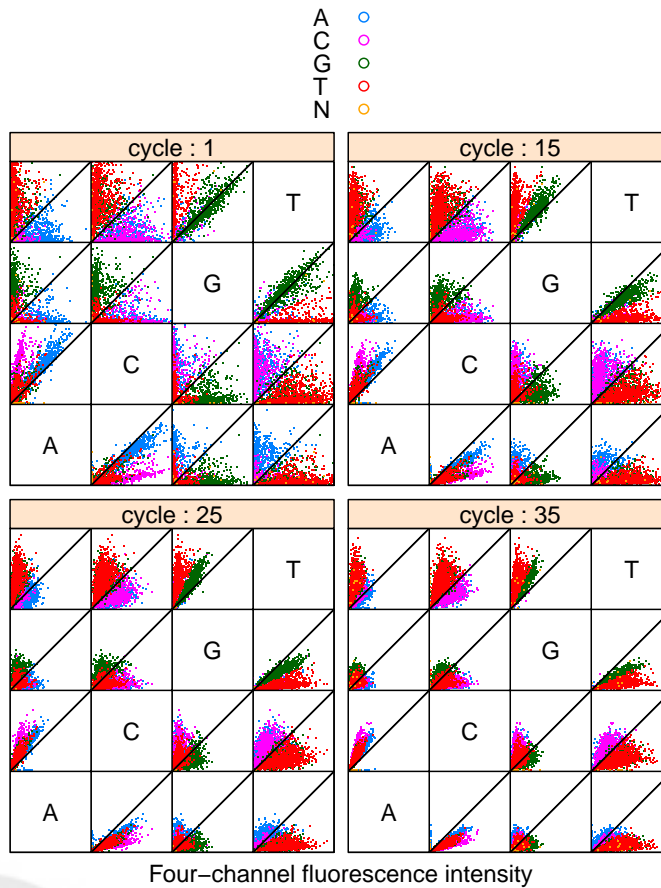 A
C
G
T
N
cycle : 1
T
G
C
A
cycle : 15
T
G
C
A
cycle : 25
T
G
C
A
cycle : 35
T
G
C
A
Four−channel fluorescence intensity